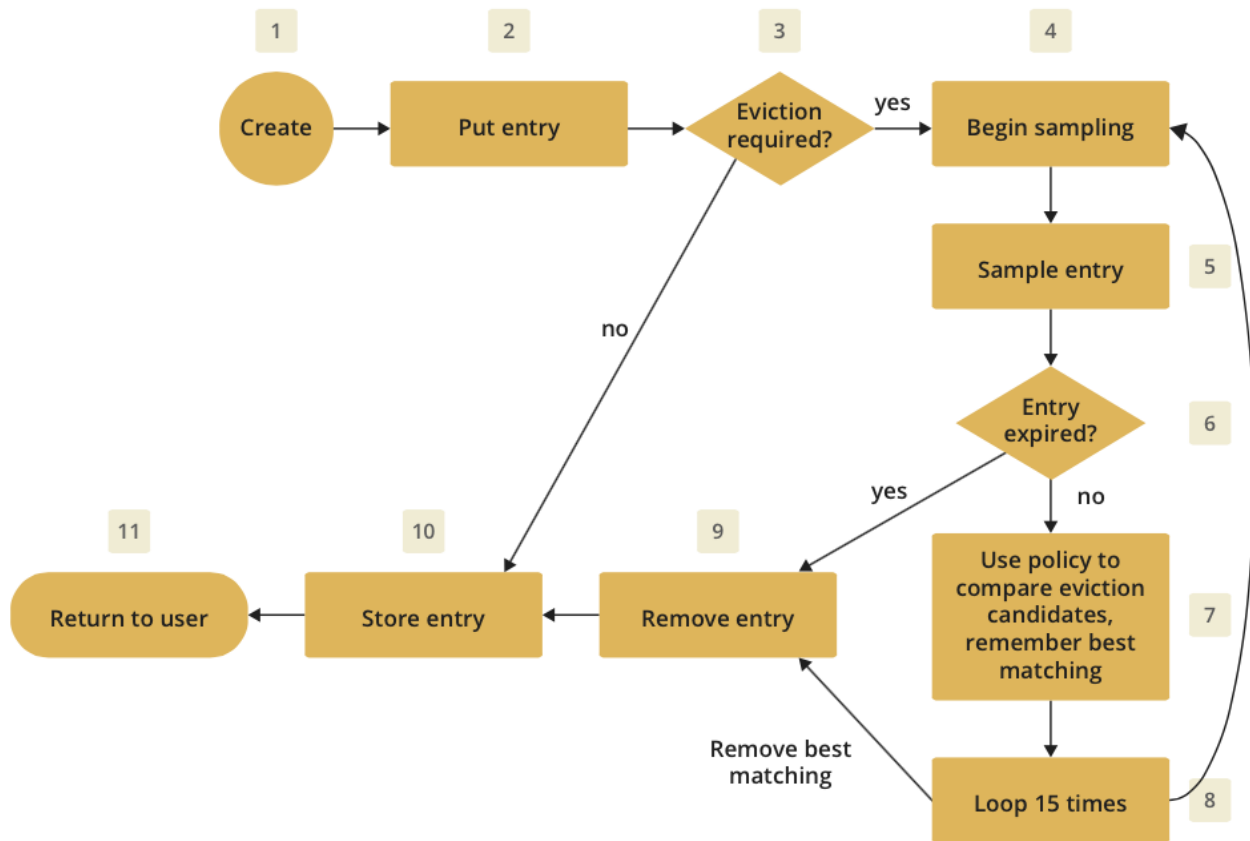 1
2
3
4
Create
Put entry
Eviction
required?
yes
Begin sampling
Sample entry
5
no
Entry
expired?
6
yes
no
11
10
9
Return to user
Store entry
Remove entry
Use policy to
compare eviction
candidates,
remember best
matching
7
Remove best
matching
Loop 15 times
8